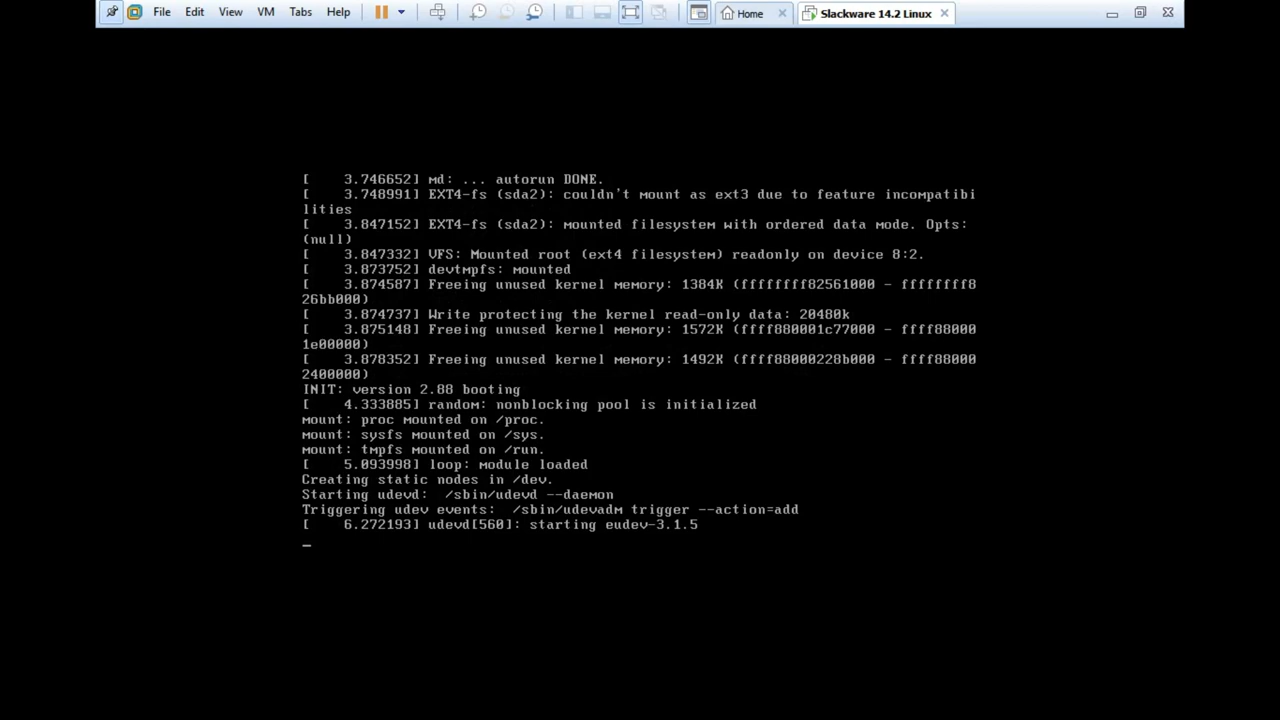 File Edit View VM Tabs Help Home Slackware 14.2 Linux
[    3.746652] md: ... autorun DONE.
[    3.748991] EXT4-fs (sda2): couldn't mount as ext3 due to feature incompatibi
lities
[    3.847152] EXT4-fs (sda2): mounted filesystem with ordered data mode. Opts:
(null)
[    3.847332] VFS: Mounted root (ext4 filesystem) readonly on device 8:2.
[    3.873752] devtmpfs: mounted
[    3.874587] Freeing unused kernel memory: 1384K (ffffffff82561000 - ffffffff8
26bb000)
[    3.874737] Write protecting the kernel read-only data: 20480k
[    3.875148] Freeing unused kernel memory: 1572K (ffff880001c77000 - ffff88000
1e00000)
[    3.878352] Freeing unused kernel memory: 1492K (ffff88000228b000 - ffff88000
2400000)
INIT: version 2.88 booting
[    4.333885] random: nonblocking pool is initialized
mount: proc mounted on /proc.
mount: sysfs mounted on /sys.
mount: tmpfs mounted on /run.
[    5.093998] loop: module loaded
Creating static nodes in /dev.
Starting udevd:  /sbin/udevd --daemon
Triggering udev events:  /sbin/udevadm trigger --action=add
[    6.272193] udevd[560]: starting eudev-3.1.5
_